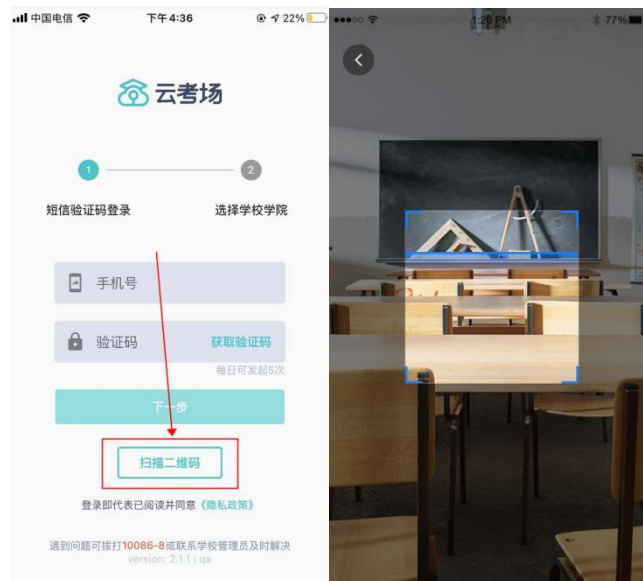 中国电信 下午4:36 22%
云考场
1 2
短信验证码登录 选择学校学院
手机号
验证码 获取验证码
每日可发起5次
下一步
扫描二维码
登录即代表已阅读并同意《隐私政策》
遇到问题可拨打10086-8或联系学校管理员及时解决
version: 2.1.1 | qa
1:20 PM 77%